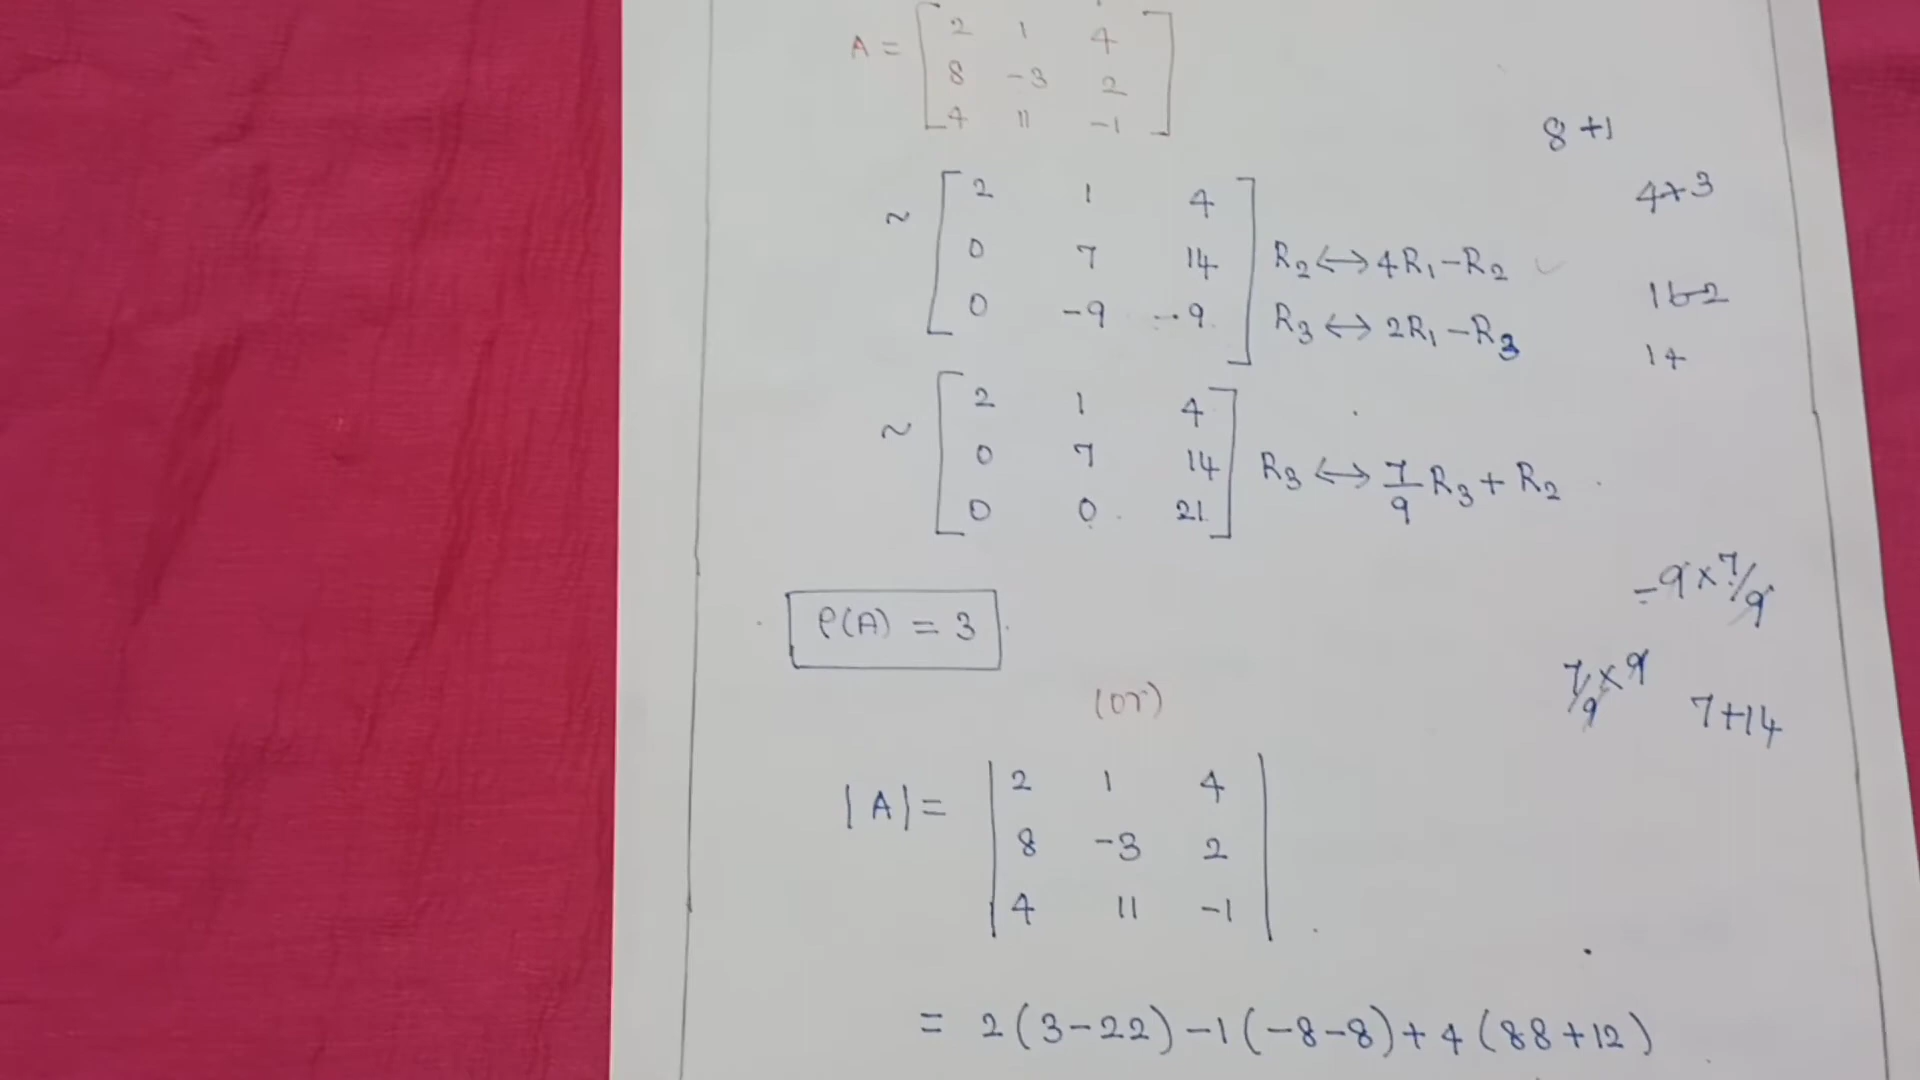 A = [ 2 1 4
8 -3 2
4 11 -1 ]
8 +1
4+3
~ [ 2 1 4
0 7 14
0 -9 -9 ]
R₂ ↔ 4R₁-R₂
R₃ ↔ 2R₁-R₃
16-2
1+
~ [ 2 1 4
0 7 14
0 0 21 ]
R₃ ↔ 7/9 R₃ + R₂
-9 × 7/9
7/9 × 9
7+14
ρ(A) = 3
(or)
|A| = | 2 1 4
8 -3 2
4 11 -1 |
= 2(3-22)-1(-8-8)+4(88+12)